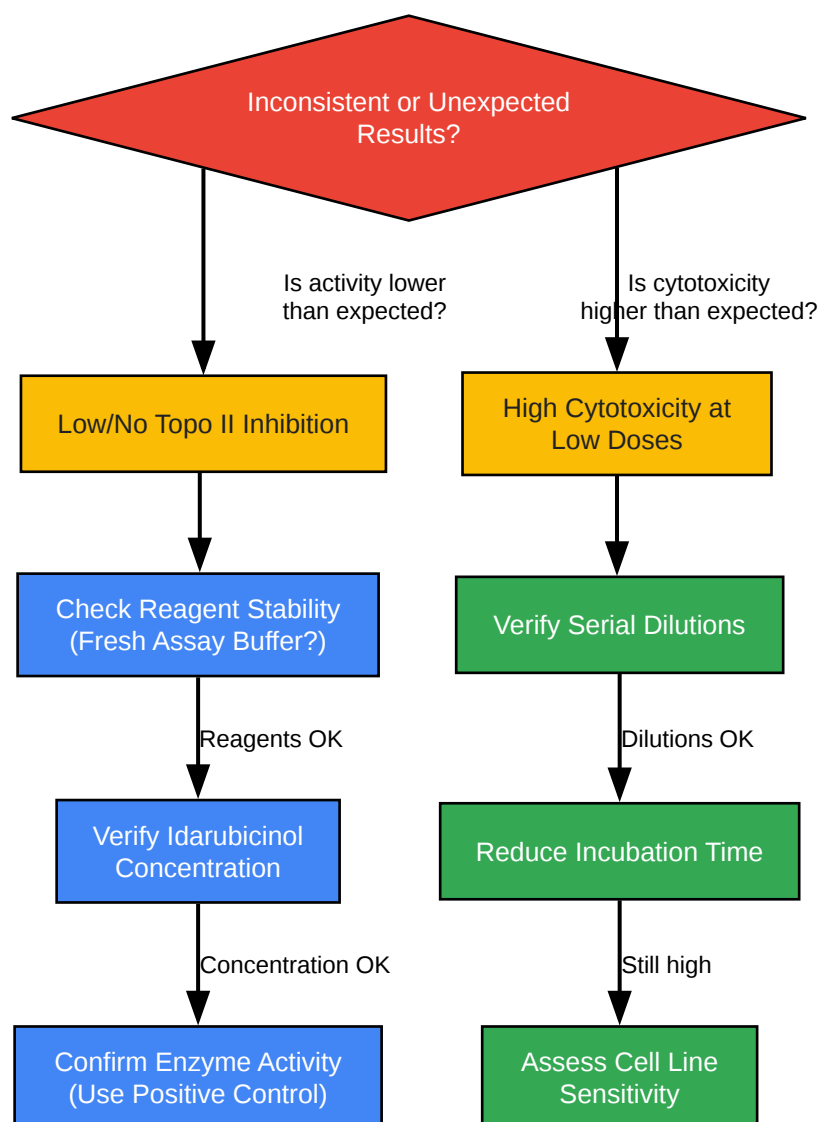 Inconsistent or Unexpected
Results?
Is activity lower
than expected?
Is cytotoxicity
higher than expected?
Low/No Topo II Inhibition
High Cytotoxicity at
Low Doses
Check Reagent Stability
(Fresh Assay Buffer?)
Verify Serial Dilutions
Reagents OK
Dilutions OK
Verify Idarubicinol
Concentration
Reduce Incubation Time
Concentration OK
Still high
Confirm Enzyme Activity
(Use Positive Control)
Assess Cell Line
Sensitivity